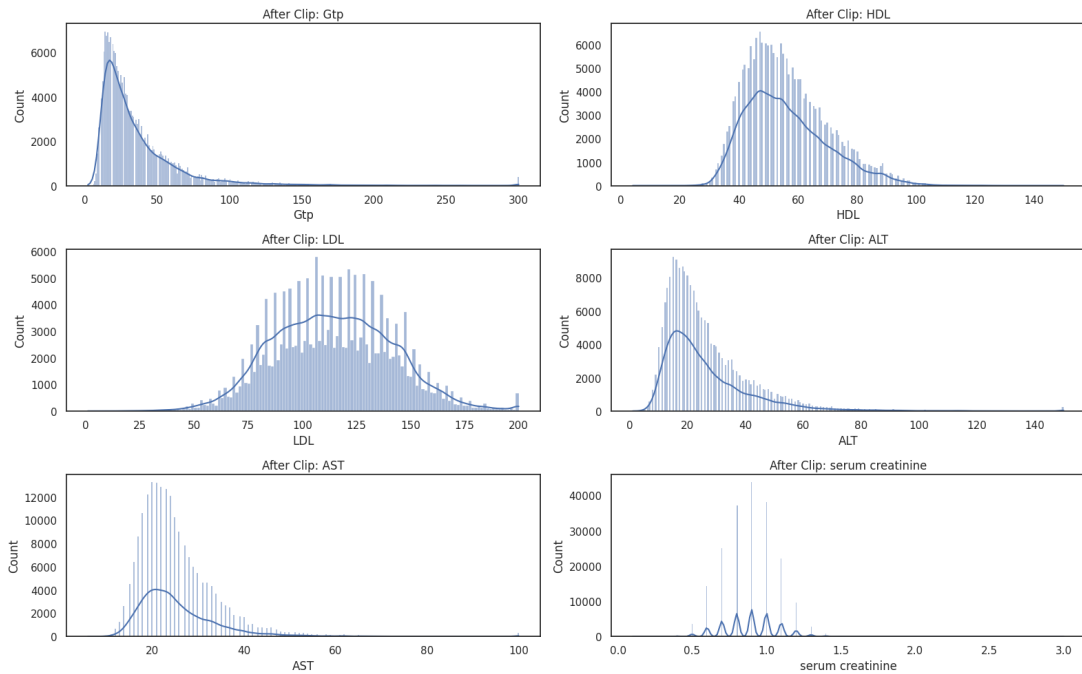 After Clip: Gtp
Count
6000
4000
2000
0
0 50 100 150 200 250 300
Gtp
After Clip: HDL
Count
6000
5000
4000
3000
2000
1000
0
0 20 40 60 80 100 120 140
HDL
After Clip: LDL
Count
6000
5000
4000
3000
2000
1000
0
0 25 50 75 100 125 150 175 200
LDL
After Clip: ALT
Count
8000
6000
4000
2000
0
0 20 40 60 80 100 120 140
ALT
After Clip: AST
Count
12000
10000
8000
6000
4000
2000
0
20 40 60 80 100
AST
After Clip: serum creatinine
Count
40000
30000
20000
10000
0
0.0 0.5 1.0 1.5 2.0 2.5 3.0
serum creatinine